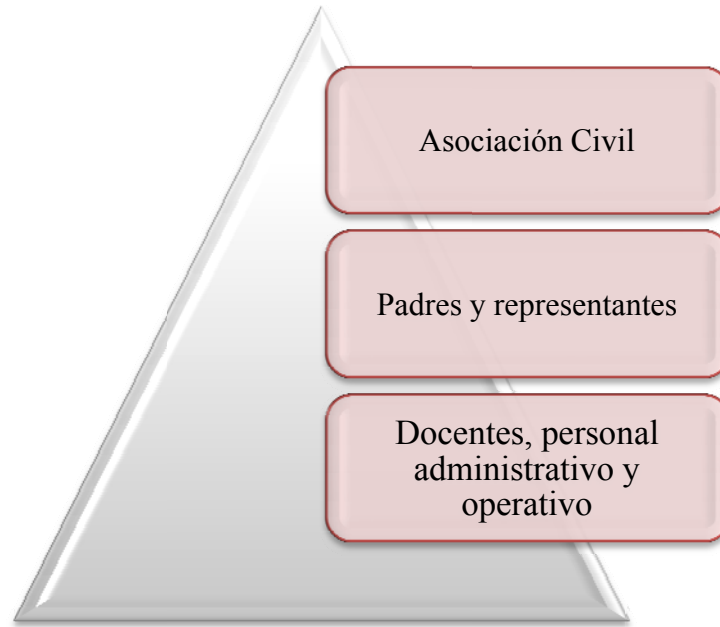 Asociación Civil
Padres y representantes
Docentes, personal
administrativo y
operativo